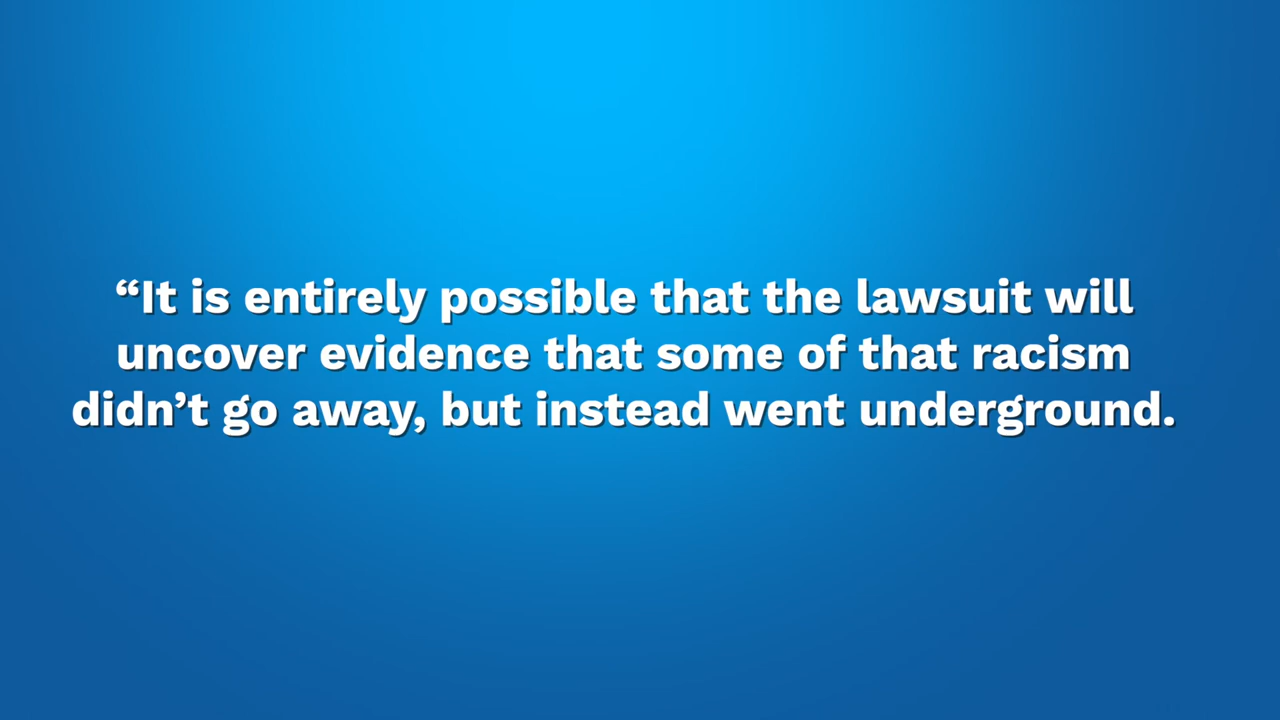 “It is entirely possible that the lawsuit will
uncover evidence that some of that racism
didn’t go away, but instead went underground.